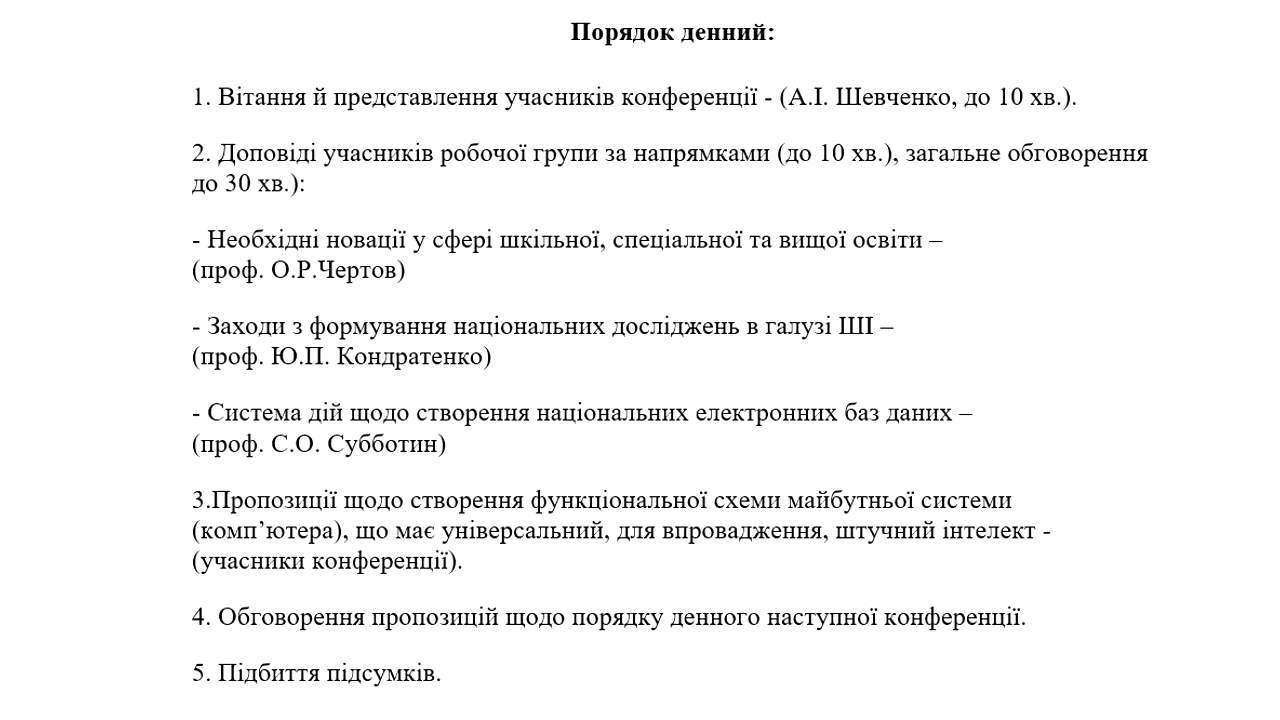 Порядок денний:
1. Вітання й представлення учасників конференції - (А.І. Шевченко, до 10 хв.).
2. Доповіді учасників робочої групи за напрямками (до 10 хв.), загальне обговорення
до 30 хв.):
- Необхідні новації у сфері шкільної, спеціальної та вищої освіти –
(проф. О.Р.Чертов)
- Заходи з формування національних досліджень в галузі ШІ –
(проф. Ю.П. Кондратенко)
- Система дій щодо створення національних електронних баз даних –
(проф. С.О. Субботин)
3.Пропозиції щодо створення функціональної схеми майбутньої системи
(комп’ютера), що має універсальний, для впровадження, штучний інтелект -
(учасники конференції).
4. Обговорення пропозицій щодо порядку денного наступної конференції.
5. Підбиття підсумків.